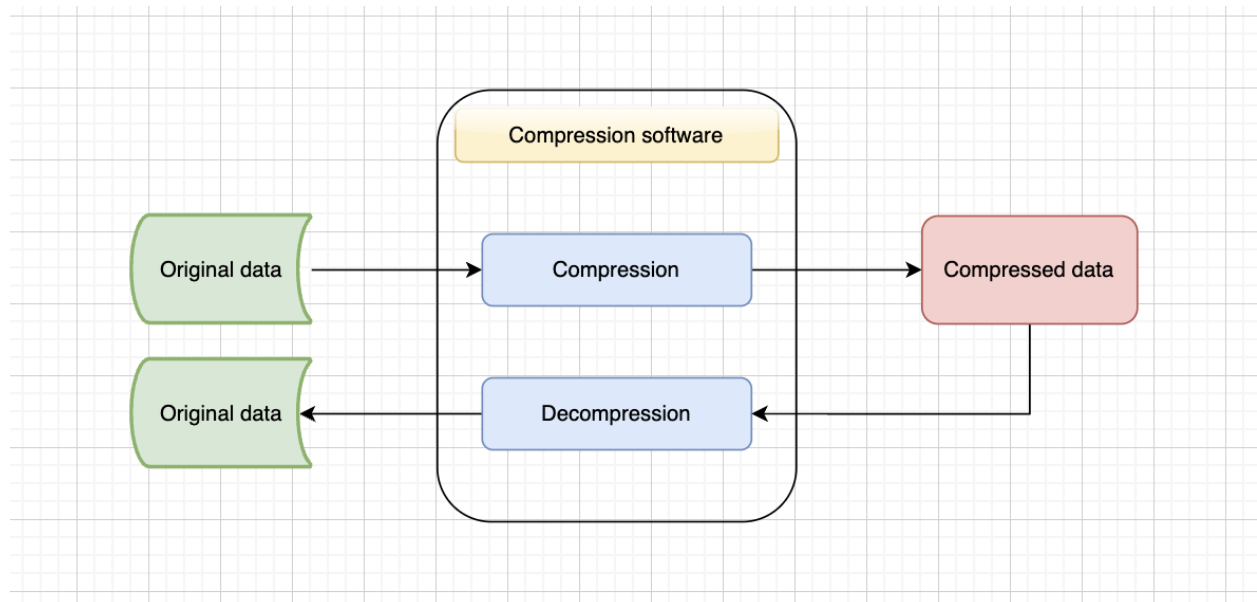 Compression software
Original data
Compression
Compressed data
Original data
Decompression